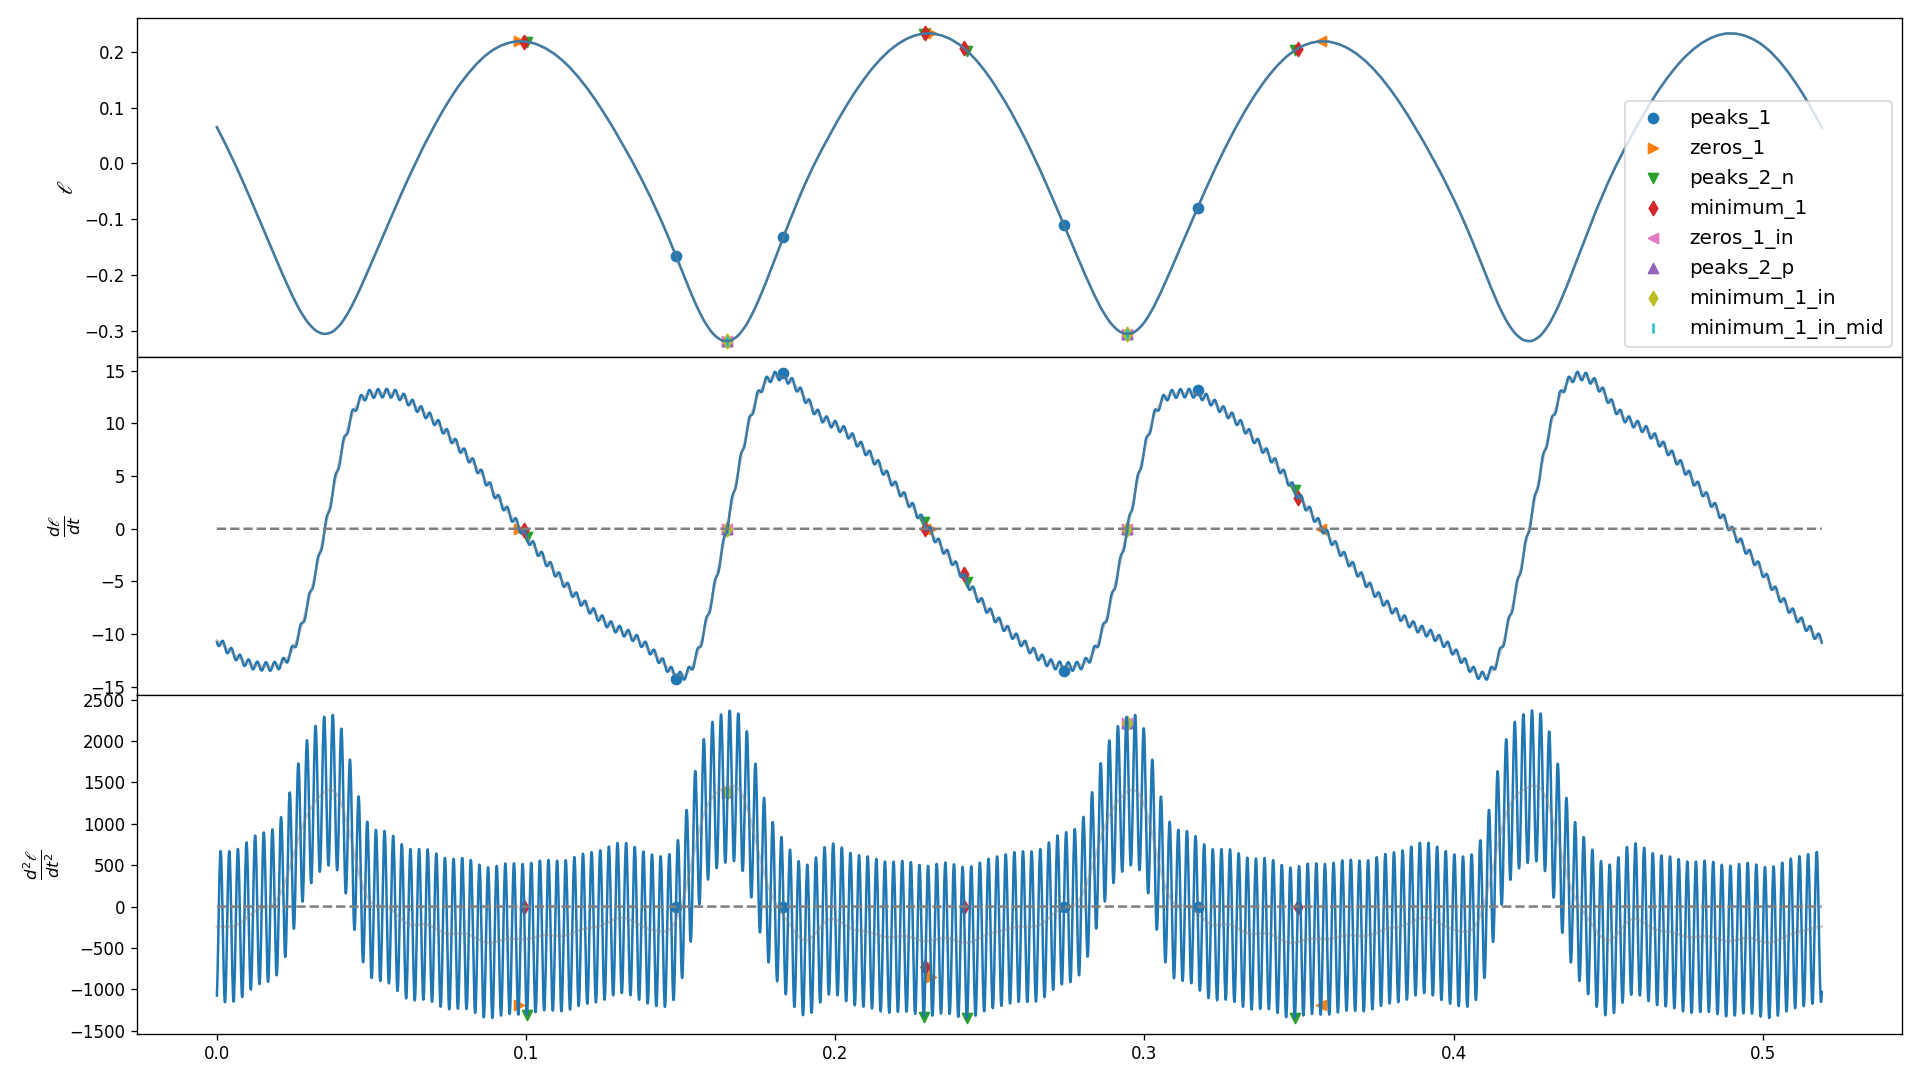 0.2
0.1
0.0
−0.1
−0.2
−0.3
ℓ
peaks_1
zeros_1
peaks_2_n
minimum_1
zeros_1_in
peaks_2_p
minimum_1_in
minimum_1_in_mid
15
10
5
0
−5
−10
−15
dℓ
dt
2500
2000
1500
1000
500
0
−500
−1000
−1500
d²ℓ
dt²
0.0 0.1 0.2 0.3 0.4 0.5